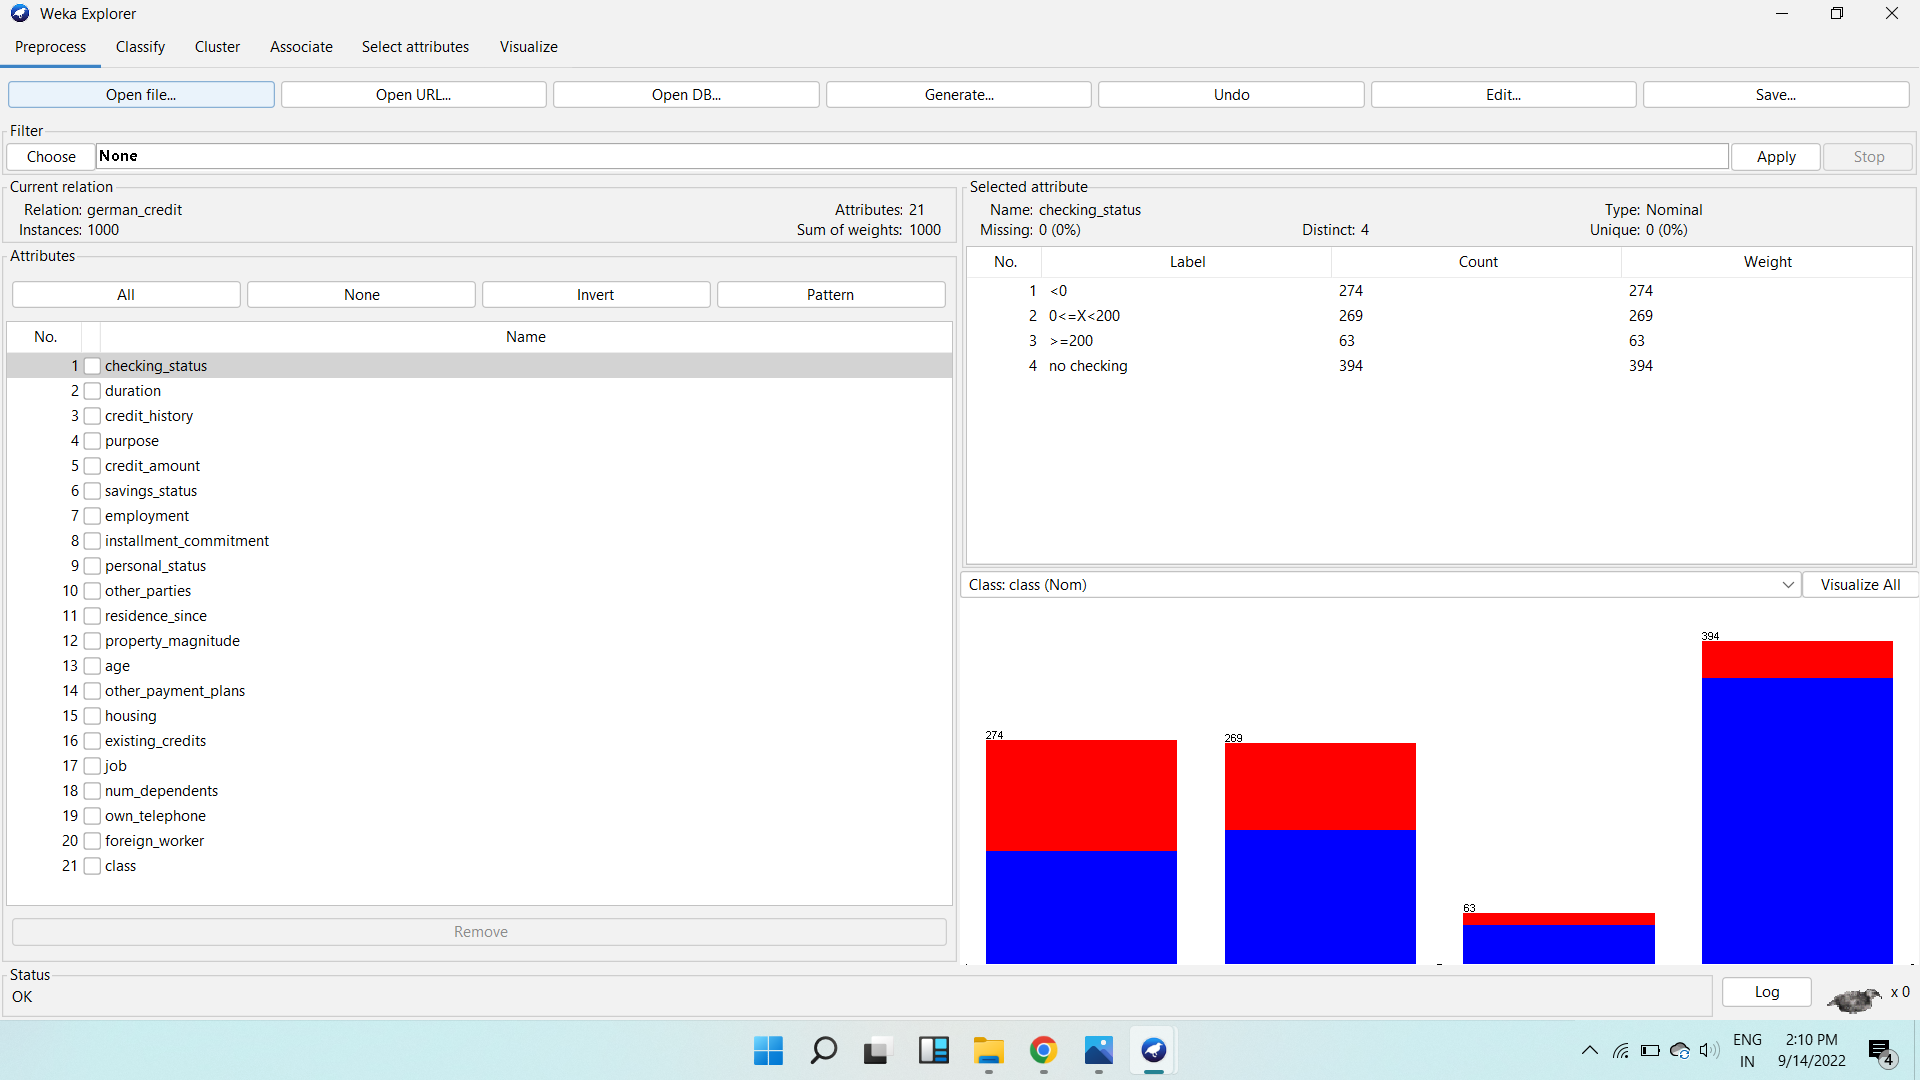 Weka Explorer
Preprocess Classify Cluster Associate Select attributes Visualize
Open file... Open URL... Open DB... Generate... Undo Edit... Save...
Filter
Choose None Apply Stop
Current relation
Relation: german_credit Attributes: 21
Instances: 1000 Sum of weights: 1000
Attributes
All None Invert Pattern
No. Name
1 checking_status
2 duration
3 credit_history
4 purpose
5 credit_amount
6 savings_status
7 employment
8 installment_commitment
9 personal_status
10 other_parties
11 residence_since
12 property_magnitude
13 age
14 other_payment_plans
15 housing
16 existing_credits
17 job
18 num_dependents
19 own_telephone
20 foreign_worker
21 class
Remove
Selected attribute
Name: checking_status Type: Nominal
Missing: 0 (0%) Distinct: 4 Unique: 0 (0%)
No. Label Count Weight
1 <0 274 274
2 0<=X<200 269 269
3 >=200 63 63
4 no checking 394 394
Class: class (Nom) Visualize All
274 269 63 394
Status
OK
Log x 0
ENG
IN
2:10 PM
9/14/2022
4